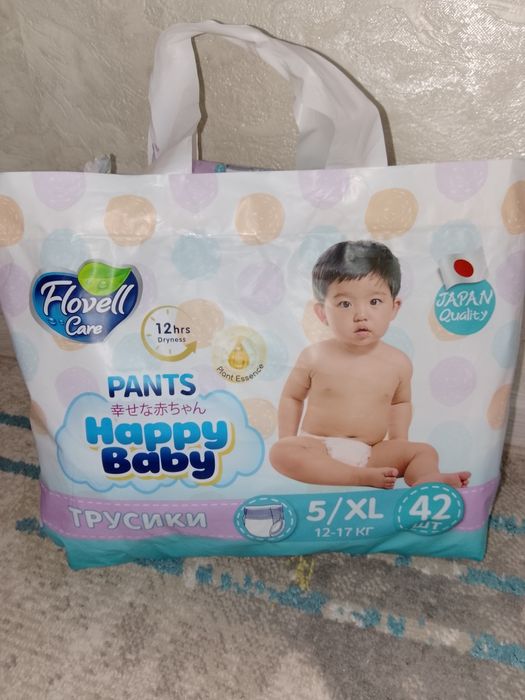 Flovell
Care
12hrs
Dryness
Plant Essence
JAPAN
Quality
PANTS
幸せな赤ちゃん
Happy
Baby
ТРУСИКИ
5/XL
12-17 КГ
42
ШТ